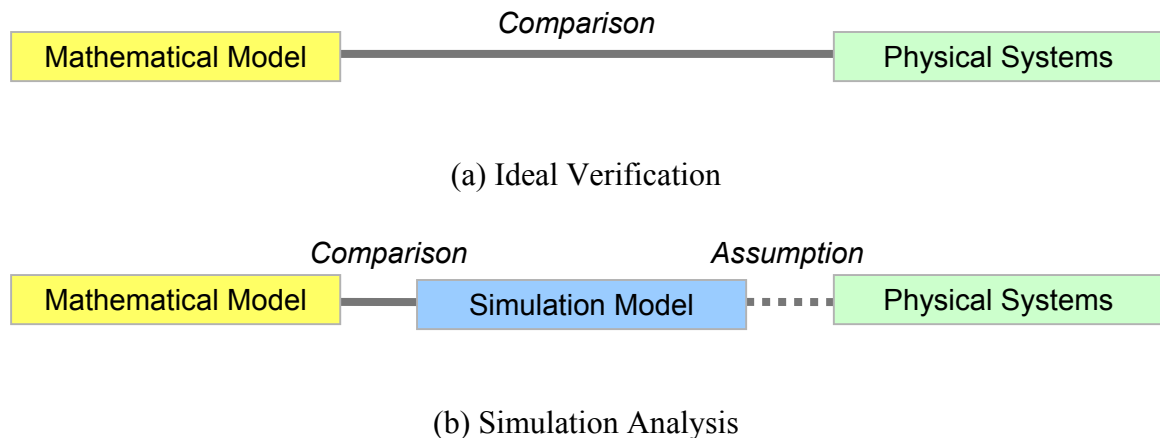 Comparison
Mathematical Model
Physical Systems
(a) Ideal Verification
Comparison
Assumption
Mathematical Model
Simulation Model
Physical Systems
(b) Simulation Analysis